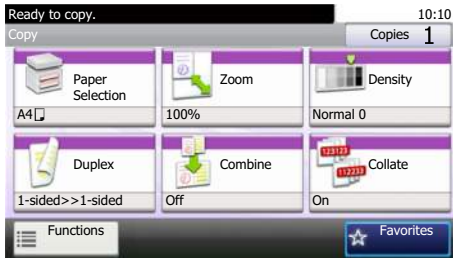 Ready to copy. 10:10
Copy Copies 1
Paper
Selection
Zoom
Density
A4
100%
Normal 0
Duplex
Combine
123123
112233
Collate
1-sided>>1-sided
Off
On
Functions
Favorites